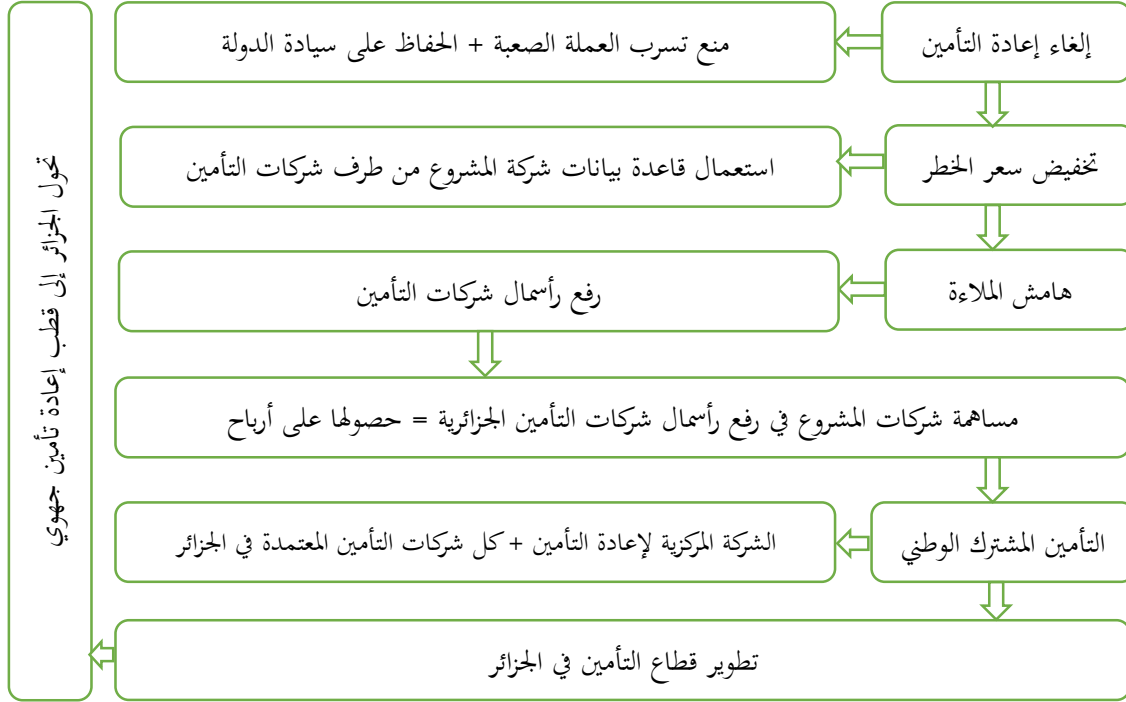 إلغاء إعادة التأمين
منع تسرب العملة الصعبة + الحفاظ على سيادة الدولة
تخفيض سعر الخطر
استعمال قاعدة بيانات شركة المشروع من طرف شركات التأمين
هامش الملاءة
رفع رأسمال شركات التأمين
مساهمة شركات المشروع في رفع رأسمال شركات التأمين الجزائرية = حصولها على أرباح
التأمين المشترك الوطني
الشركة المركزية لإعادة التأمين + كل شركات التأمين المعتمدة في الجزائر
تطوير قطاع التأمين في الجزائر
تحول الجزائر إلى قطب إعادة تأمين جهوي